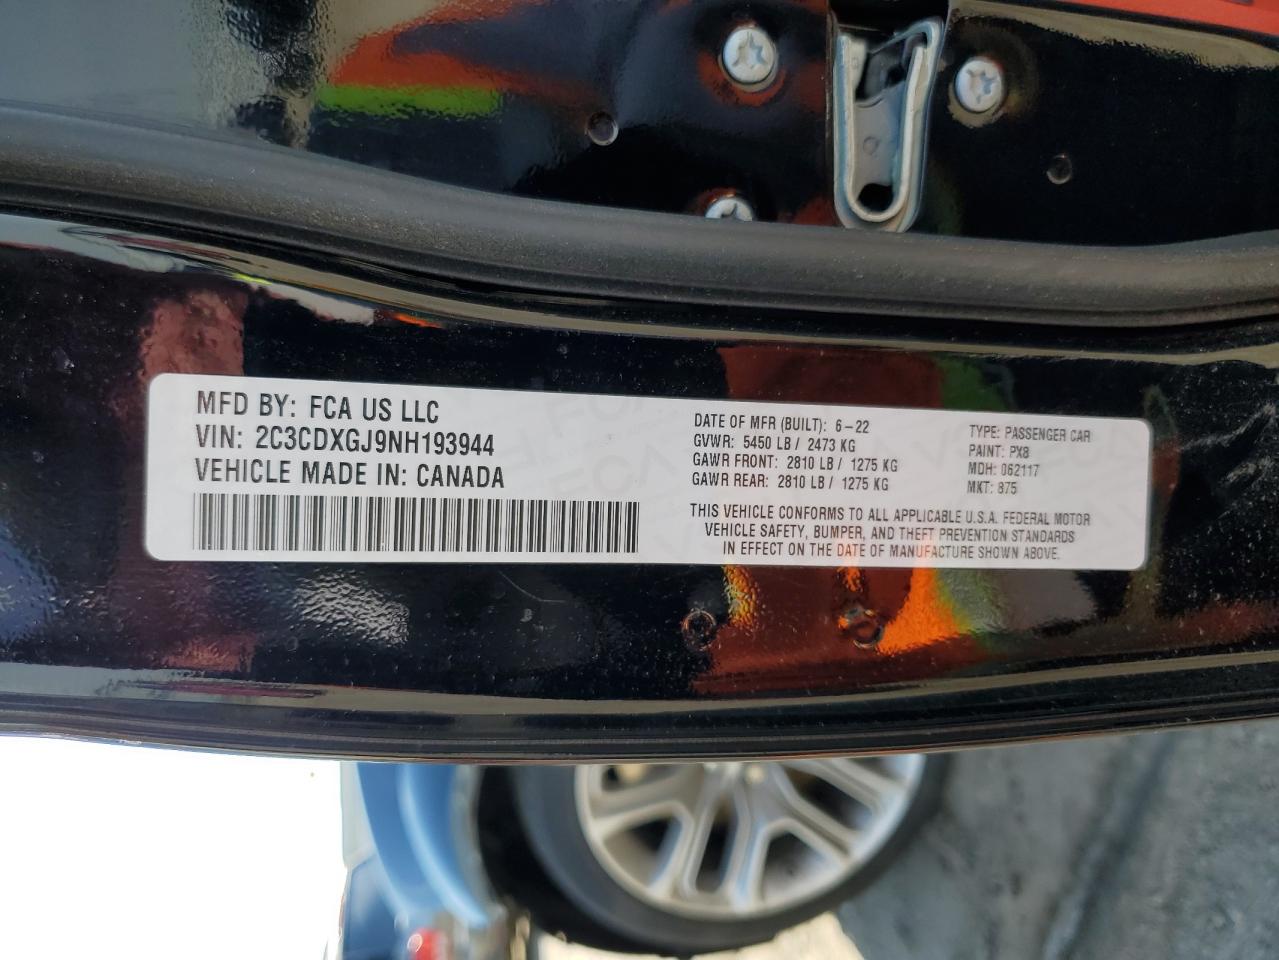 MFD BY: FCA US LLC
VIN: 2C3CDXGJ9NH193944
VEHICLE MADE IN: CANADA
DATE OF MFR (BUILT): 6-22
GVWR: 5450 LB / 2473 KG
GAWR FRONT: 2810 LB / 1275 KG
GAWR REAR: 2810 LB / 1275 KG
TYPE: PASSENGER CAR
PAINT: PX8
MDH: 062117
MKT: 875
THIS VEHICLE CONFORMS TO ALL APPLICABLE U.S.A. FEDERAL MOTOR
VEHICLE SAFETY, BUMPER, AND THEFT PREVENTION STANDARDS
IN EFFECT ON THE DATE OF MANUFACTURE SHOWN ABOVE.